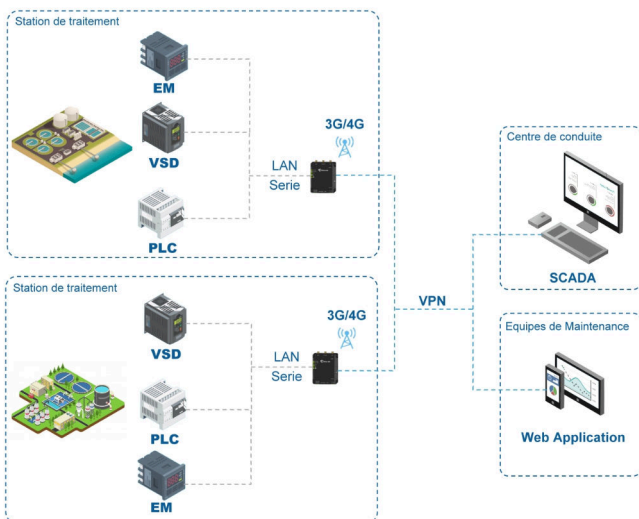 Station de traitement
EM
VSD
PLC
LAN
Serie
3G/4G
Station de traitement
VSD
PLC
EM
LAN
Serie
3G/4G
VPN
Centre de conduite
SCADA
Equipes de Maintenance
Web Application